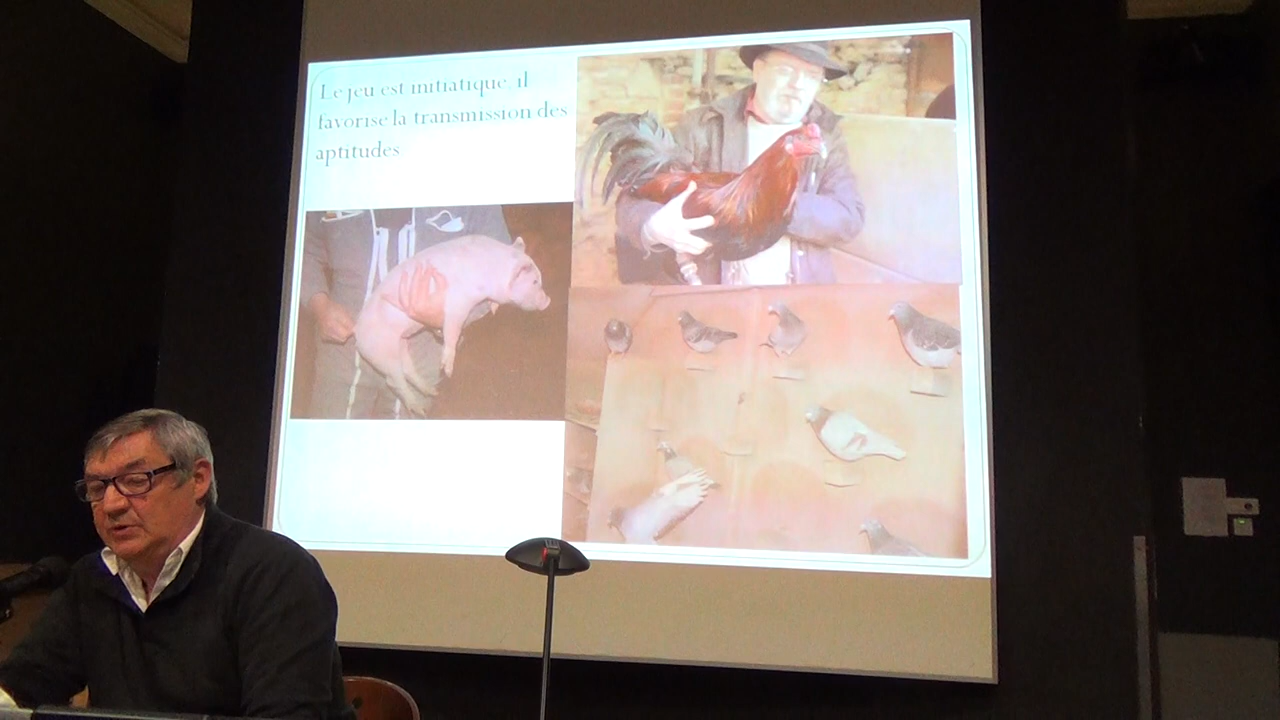 Le jeu est initiatique, il
favorise la transmission des
aptitudes